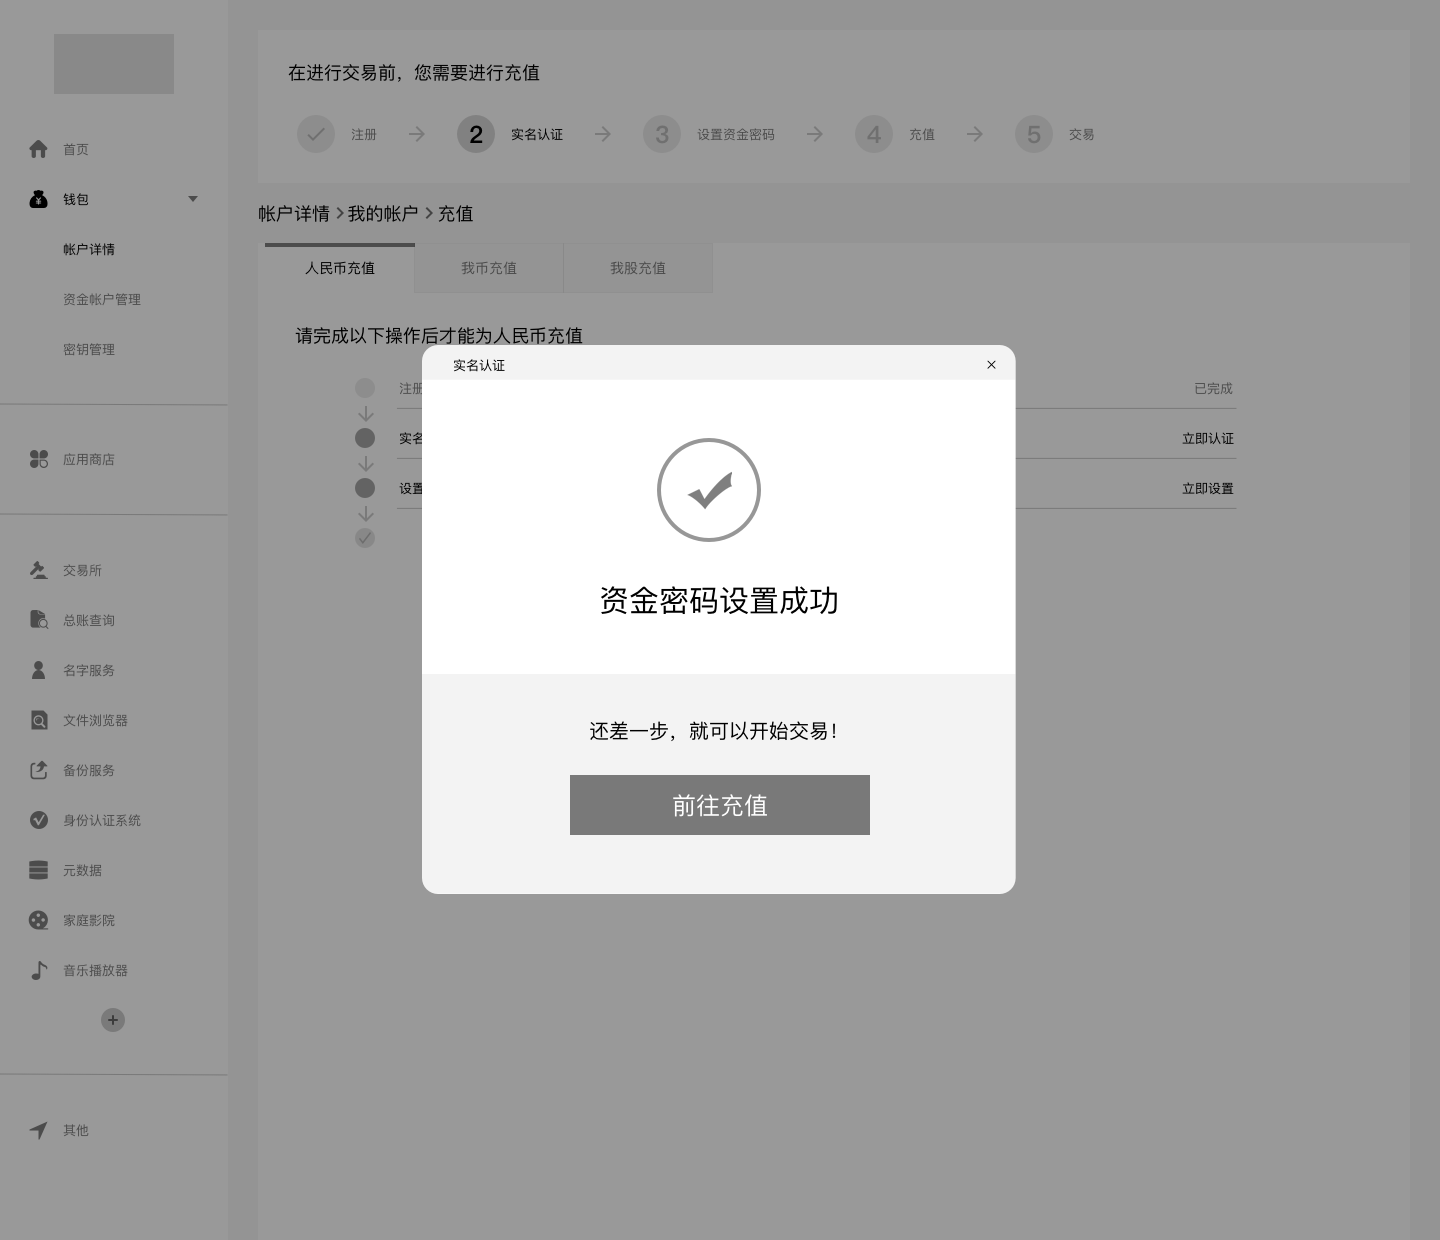 首页
钱包
帐户详情
资金帐户管理
密钥管理
应用商店
交易所
总账查询
名字服务
文件浏览器
备份服务
身份认证系统
元数据
家庭影院
音乐播放器
其他
在进行交易前，您需要进行充值
注册 2 实名认证 3 设置资金密码 4 充值 5 交易
帐户详情 > 我的帐户 > 充值
人民币充值 我币充值 我股充值
请完成以下操作后才能为人民币充值
注册 已完成
实名 立即认证
设置 立即设置
实名认证 ×
资金密码设置成功
还差一步，就可以开始交易！
前往充值